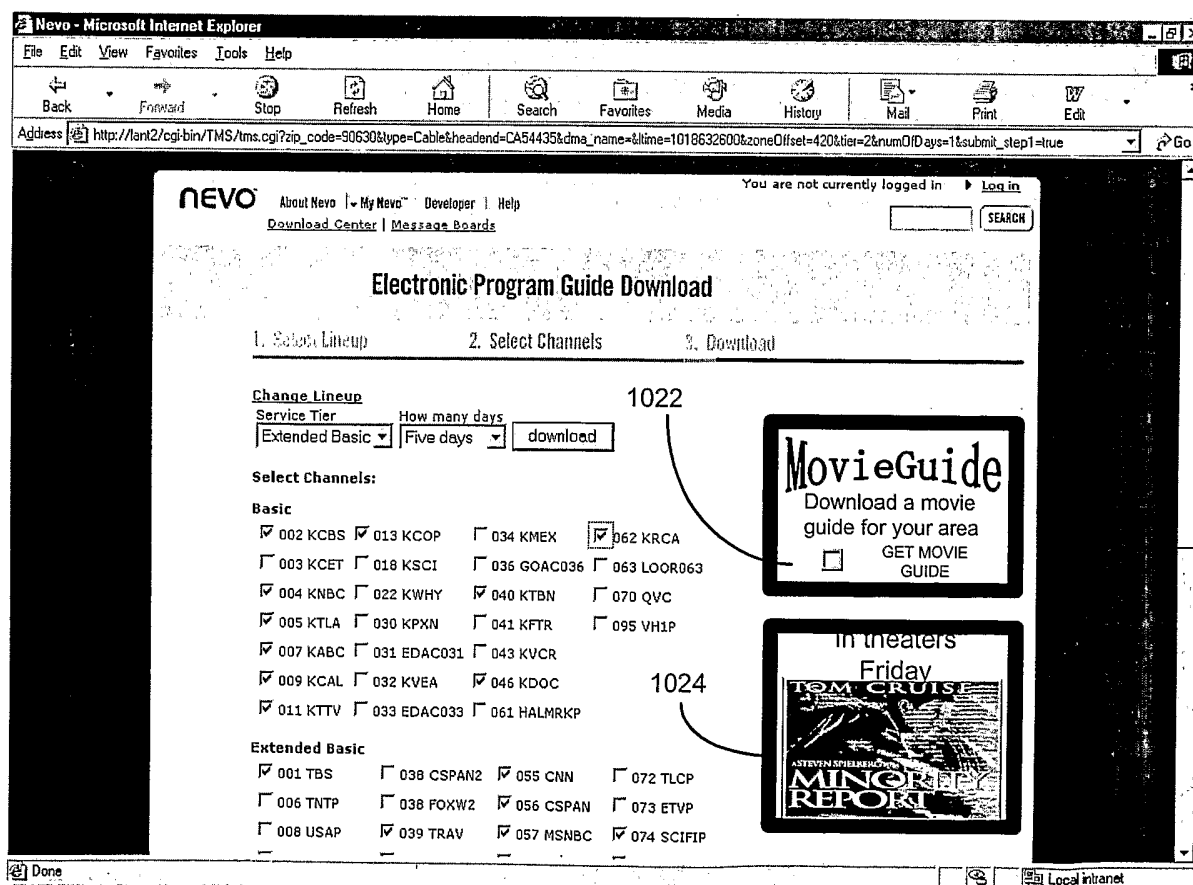 Nevo - Microsoft Internet Explorer
File Edit View Favorites Tools Help
Back Forward Stop Refresh Home Search Favorites Media History Mail Print Edit
Address http://lant2/cgi-bin/TMS/tms.cgi?zip_code=90630&type=Cable&headend=CA54435&dma_name=&ltime=1018632600&zoneOffset=420&tier=2&numOfDays=1&submit_step1=true Go
You are not currently logged in Log in
nevo About Nevo | My Nevo™ Developer | Help
SEARCH
Download Center | Message Boards
Electronic Program Guide Download
1. Select Lineup 2. Select Channels 3. Download
Change Lineup
Service Tier How many days
Extended Basic Five days download
1022
MovieGuide
Download a movie
guide for your area
GET MOVIE
GUIDE
Select Channels:
Basic
002 KCBS 013 KCOP 034 KMEX 062 KRCA
003 KCET 018 KSCI 036 GOAC036 063 LOOR063
004 KNBC 022 KWHY 040 KTBN 070 QVC
005 KTLA 030 KPXN 041 KFTR 095 VH1P
007 KABC 031 EDAC031 043 KVCR
009 KCAL 032 KVEA 046 KDOC
011 KTTV 033 EDAC033 061 HALMRKP
1024
In theaters
Friday
TOM CRUISE
A STEVEN SPIELBERG
MINORITY
REPORT
Extended Basic
001 TBS 038 CSPAN2 055 CNN 072 TLCP
006 TNTP 038 FOXW2 056 CSPAN 073 ETVP
008 USAP 039 TRAV 057 MSNBC 074 SCIFIP
Done Local intranet